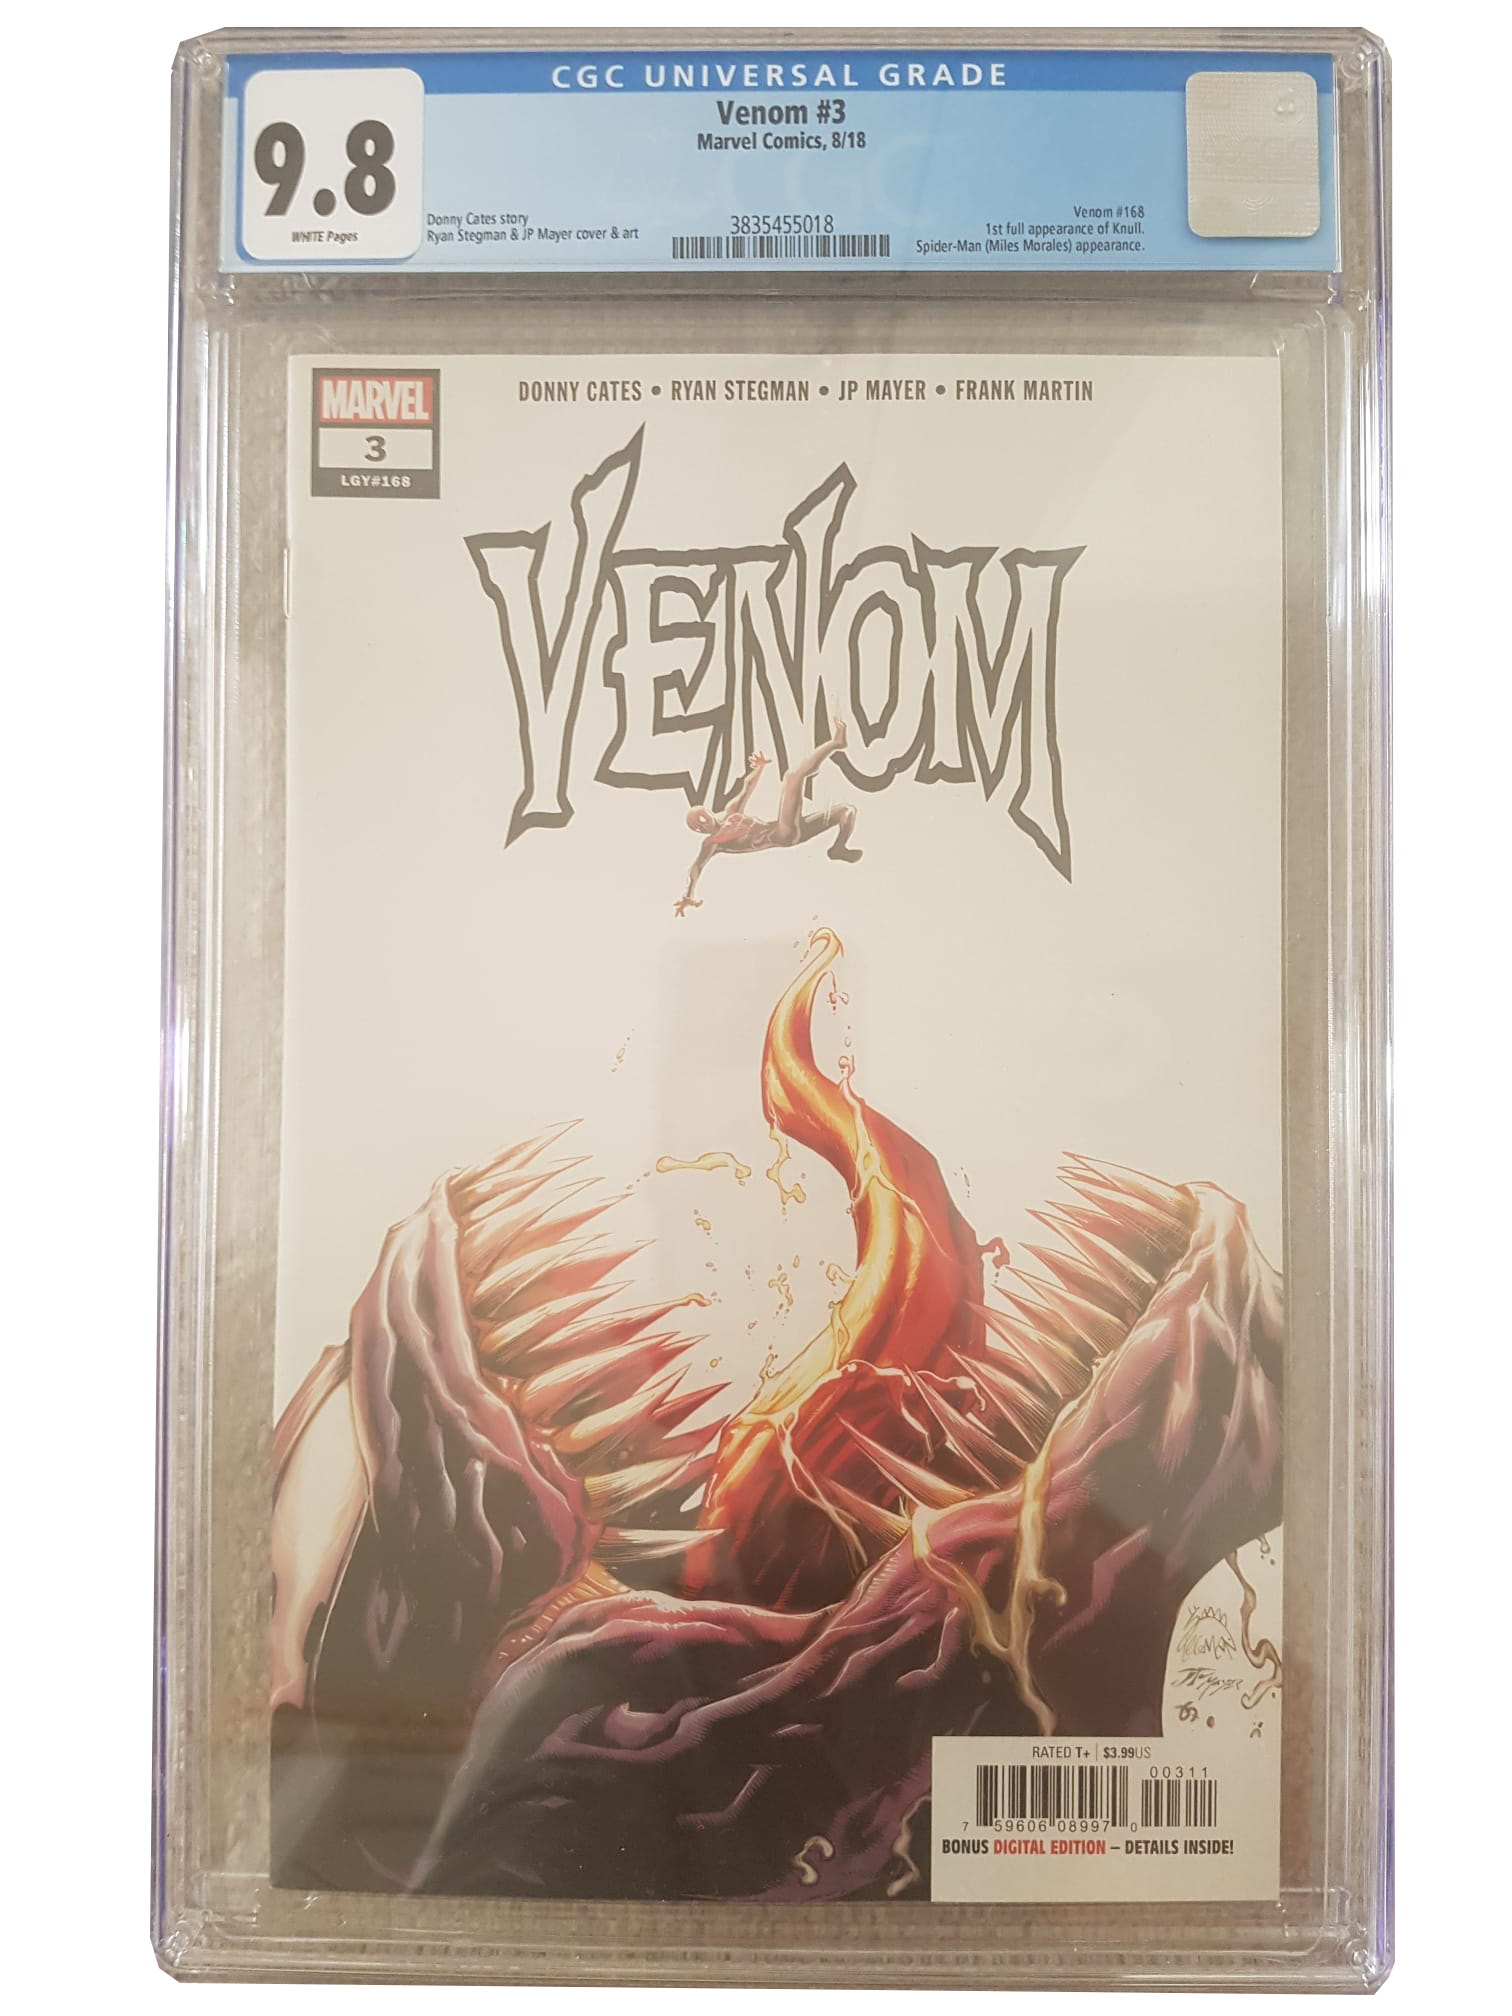 CGC UNIVERSAL GRADE
9.8
WHITE Pages
Venom #3
Marvel Comics, 8/18
Donny Cates story
Ryan Stegman & JP Mayer cover & art
3835455018
Venom #168
1st full appearance of Knull.
Spider-Man (Miles Morales) appearance.
MARVEL
3
LGY#168
DONNY CATES • RYAN STEGMAN • JP MAYER • FRANK MARTIN
VENOM
RATED T+ | $3.99US
00311
7 59606 08997 0
BONUS DIGITAL EDITION – DETAILS INSIDE!